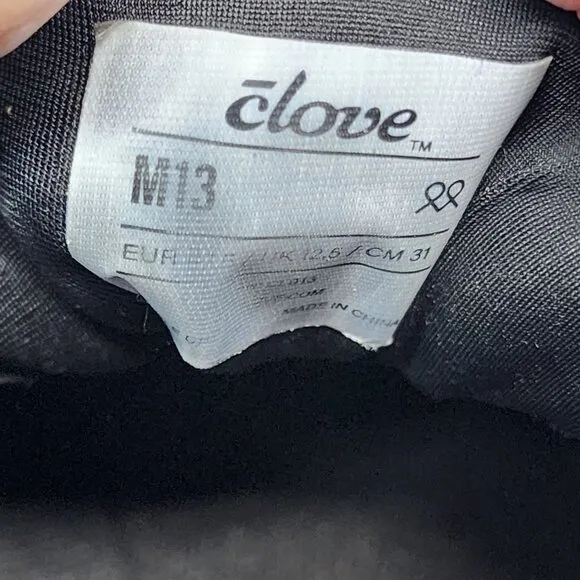 clove™
M13
EUR / UK 12.5 / CM 31
MADE IN CHINA